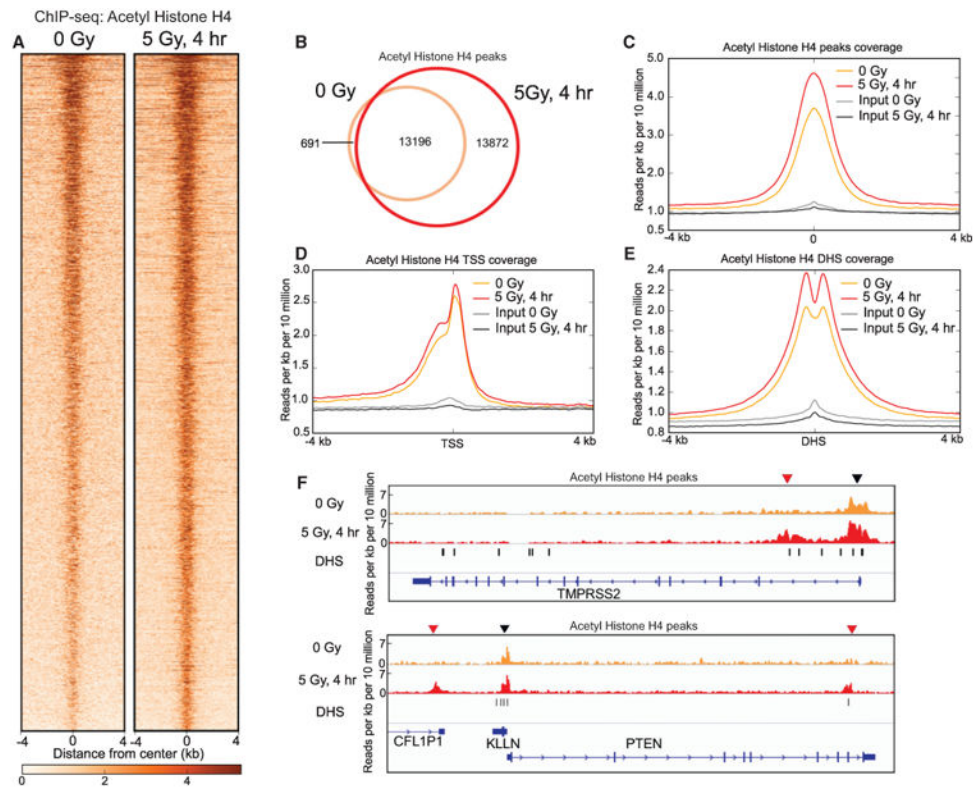 ChIP-seq: Acetyl Histone H4
A
0 Gy
5 Gy, 4 hr
-4
0
4
-4
0
4
Distance from center (kb)
0
2
4
B
Acetyl Histone H4 peaks
0 Gy
5Gy, 4 hr
691
13196
13872
C
Acetyl Histone H4 peaks coverage
Reads per kb per 10 million
5.0
4.0
3.0
2.0
1.0
0.5
0 Gy
5 Gy, 4 hr
Input 0 Gy
Input 5 Gy, 4 hr
-4 kb
0
4 kb
D
Acetyl Histone H4 TSS coverage
Reads per kb per 10 million
3.0
2.5
2.0
1.5
1.0
0.5
0 Gy
5 Gy, 4 hr
Input 0 Gy
Input 5 Gy, 4 hr
-4 kb
TSS
4 kb
E
Acetyl Histone H4 DHS coverage
Reads per kb per 10 million
2.4
2.2
2.0
1.8
1.6
1.4
1.2
1.0
0.8
0 Gy
5 Gy, 4 hr
Input 0 Gy
Input 5 Gy, 4 hr
-4 kb
DHS
4 kb
F
Acetyl Histone H4 peaks
Reads per kb per 10 million
0 Gy
7
0
5 Gy, 4 hr
7
0
DHS
TMPRSS2
Acetyl Histone H4 peaks
Reads per kb per 10 million
0 Gy
7
0
5 Gy, 4 hr
7
0
DHS
CFL1P1
KLLN
PTEN